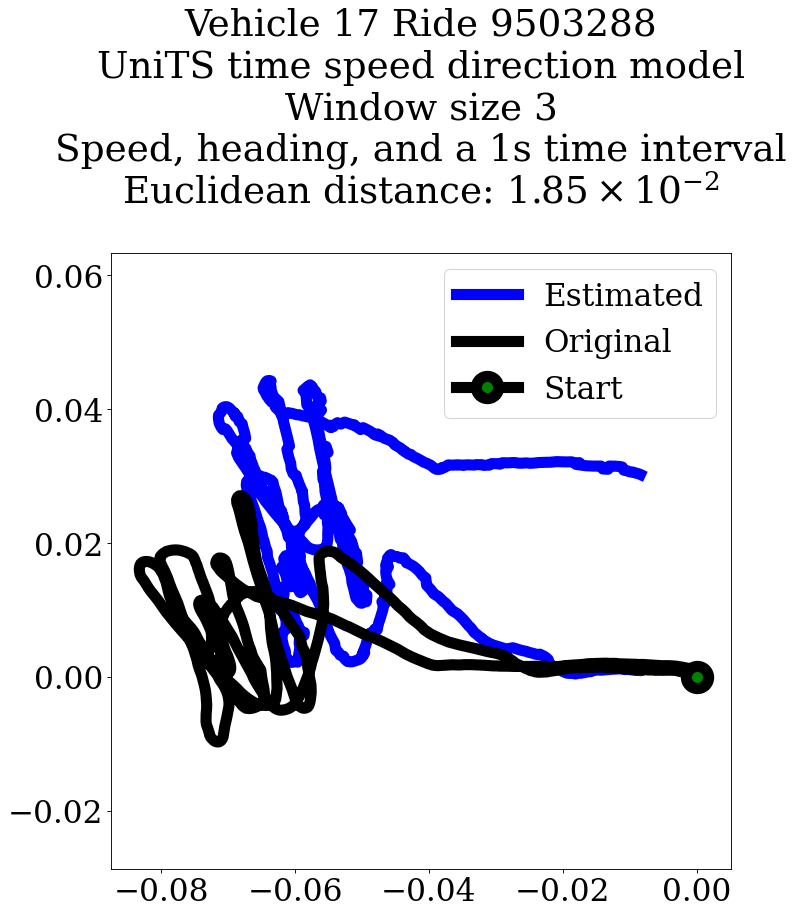 Vehicle 17 Ride 9503288
UniTS time speed direction model
Window size 3
Speed, heading, and a 1s time interval
Euclidean distance: 1.85 × 10⁻²
Estimated
Original
Start
0.06
0.04
0.02
0.00
−0.02
−0.08 −0.06 −0.04 −0.02 0.00